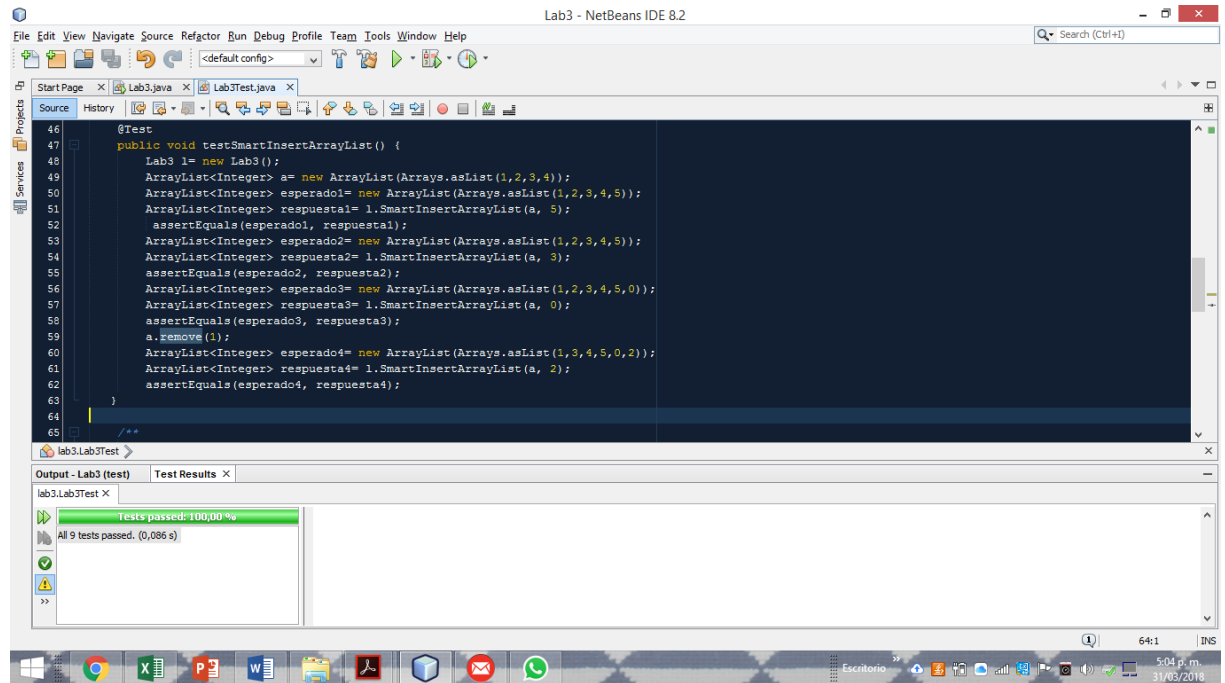 Lab3 - NetBeans IDE 8.2
File Edit View Navigate Source Refactor Run Debug Profile Team Tools Window Help
Search (Ctrl+I)
<default config>
Start Page Lab3.java Lab3Test.java
Source History
Projects
Services
46 @Test
47 public void testSmartInsertArrayList() {
48 Lab3 l= new Lab3();
49 ArrayList<Integer> a= new ArrayList(Arrays.asList(1,2,3,4));
50 ArrayList<Integer> esperado1= new ArrayList(Arrays.asList(1,2,3,4,5));
51 ArrayList<Integer> respuesta1= l.SmartInsertArrayList(a, 5);
52 assertEquals(esperado1, respuesta1);
53 ArrayList<Integer> esperado2= new ArrayList(Arrays.asList(1,2,3,4,5));
54 ArrayList<Integer> respuesta2= l.SmartInsertArrayList(a, 3);
55 assertEquals(esperado2, respuesta2);
56 ArrayList<Integer> esperado3= new ArrayList(Arrays.asList(1,2,3,4,5,0));
57 ArrayList<Integer> respuesta3= l.SmartInsertArrayList(a, 0);
58 assertEquals(esperado3, respuesta3);
59 a.remove(1);
60 ArrayList<Integer> esperado4= new ArrayList(Arrays.asList(1,3,4,5,0,2));
61 ArrayList<Integer> respuesta4= l.SmartInsertArrayList(a, 2);
62 assertEquals(esperado4, respuesta4);
63 }
64
65 /**
lab3.Lab3Test
Output - Lab3 (test) Test Results
lab3.Lab3Test
Tests passed: 100,00 %
All 9 tests passed. (0,086 s)
1 64:1 INS
Escritorio
5:04 p. m.
31/03/2018